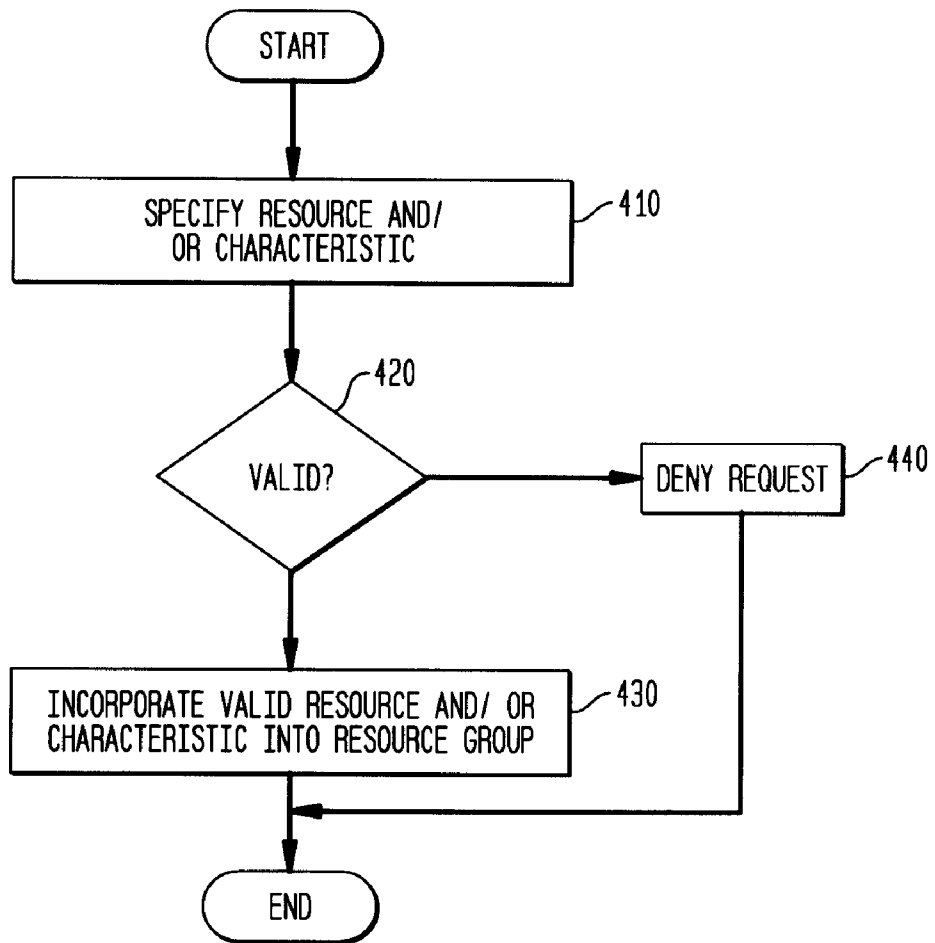 START
SPECIFY RESOURCE AND/
OR CHARACTERISTIC
410
420
VALID?
DENY REQUEST
440
INCORPORATE VALID RESOURCE AND/ OR
CHARACTERISTIC INTO RESOURCE GROUP
430
END